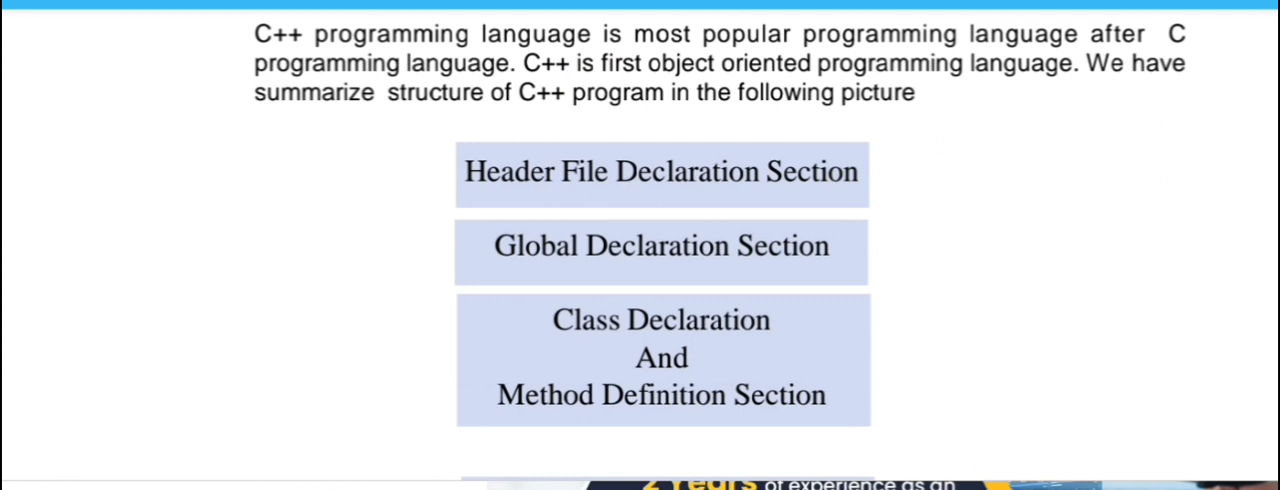 C++ programming language is most popular programming language after C
programming language. C++ is first object oriented programming language. We have
summarize structure of C++ program in the following picture
Header File Declaration Section
Global Declaration Section
Class Declaration
And
Method Definition Section
2 Years of experience as an